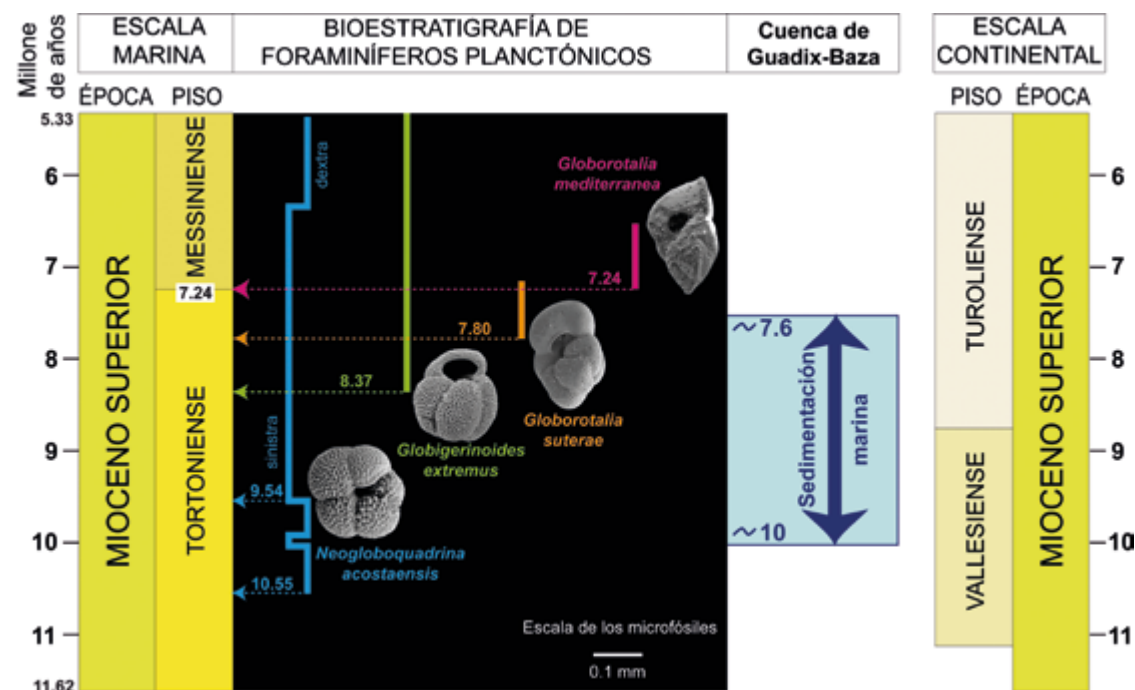 Millone
de años
ESCALA
MARINA
BIOESTRATIGRAFÍA DE
FORAMINÍFEROS PLANCTÓNICOS
Cuenca de
Guadix-Baza
ESCALA
CONTINENTAL
ÉPOCA
PISO
PISO
ÉPOCA
5.33
6
7
8
9
10
11
11.62
MIOCENO SUPERIOR
MESSINIENSE
7.24
TORTONIENSE
dextra
sinistra
Globorotalia
mediterranea
7.24
7.80
8.37
Globorotalia
suterae
Globigerinoides
extremus
9.54
Neogloboquadrina
acostaensis
10.55
Escala de los microfósiles
0.1 mm
~7.6
Sedimentación
marina
~10
TUROLIENSE
VALLESIENSE
MIOCENO SUPERIOR
6
7
8
9
10
11